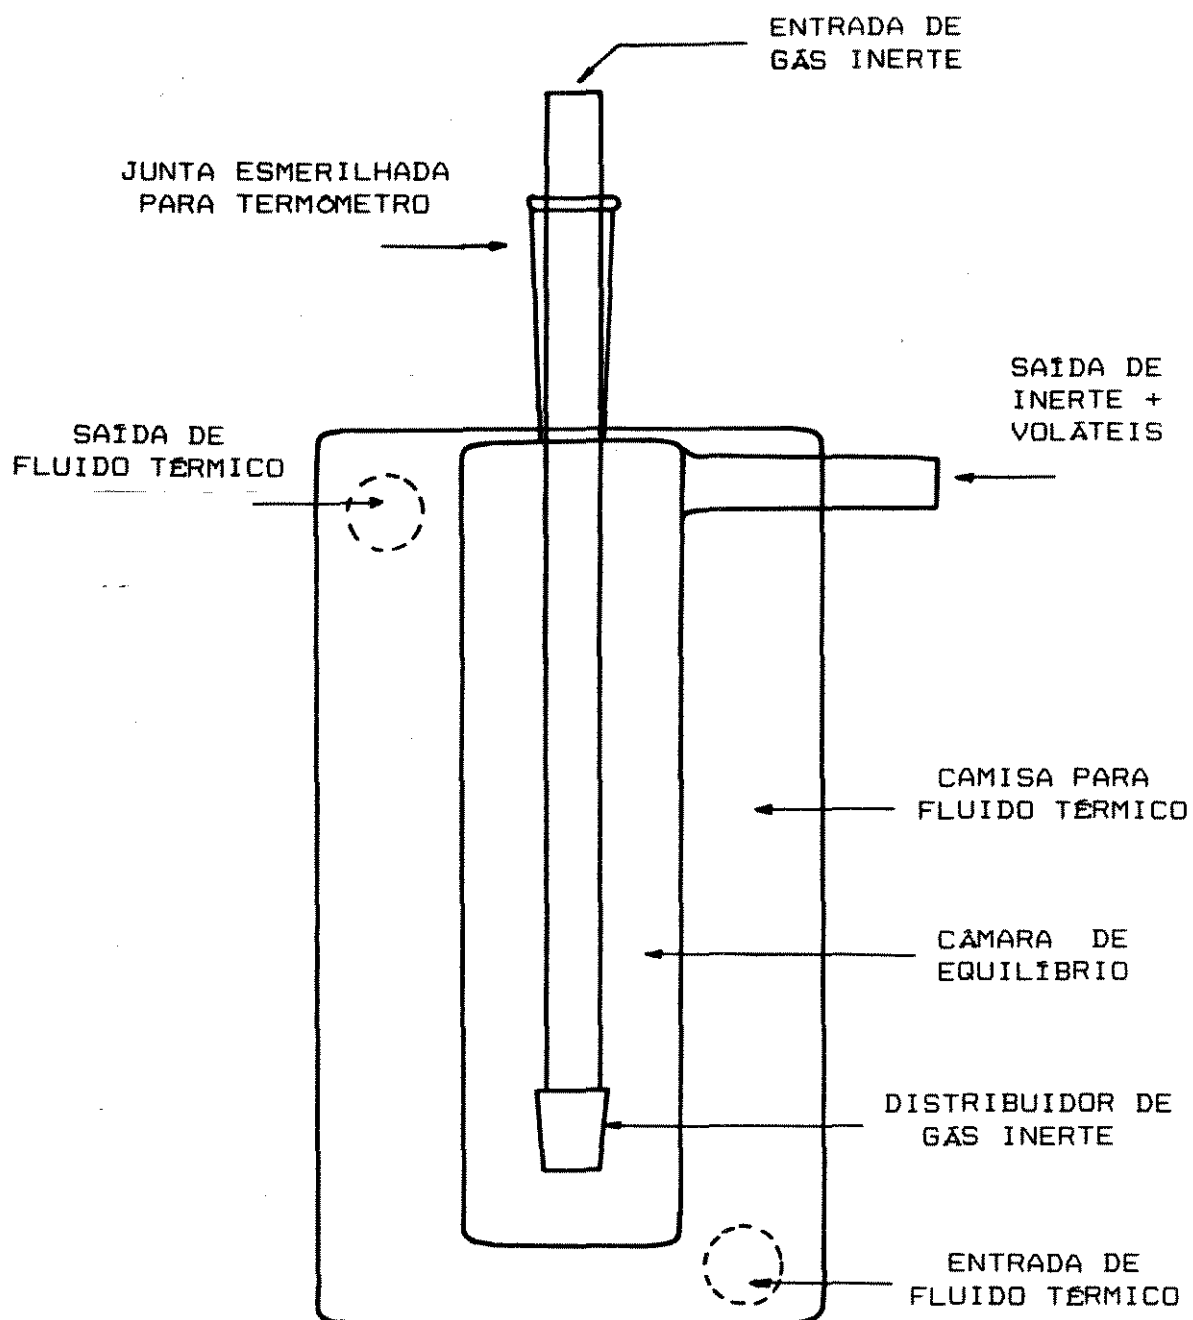 ENTRADA DE
GÁS INERTE
JUNTA ESMERILHADA
PARA TERMÔMETRO
SAÍDA DE
INERTE +
VOLÁTEIS
SAÍDA DE
FLUIDO TÉRMICO
CAMISA PARA
FLUIDO TÉRMICO
CÂMARA DE
EQUILÍBRIO
DISTRIBUIDOR DE
GÁS INERTE
ENTRADA DE
FLUIDO TÉRMICO